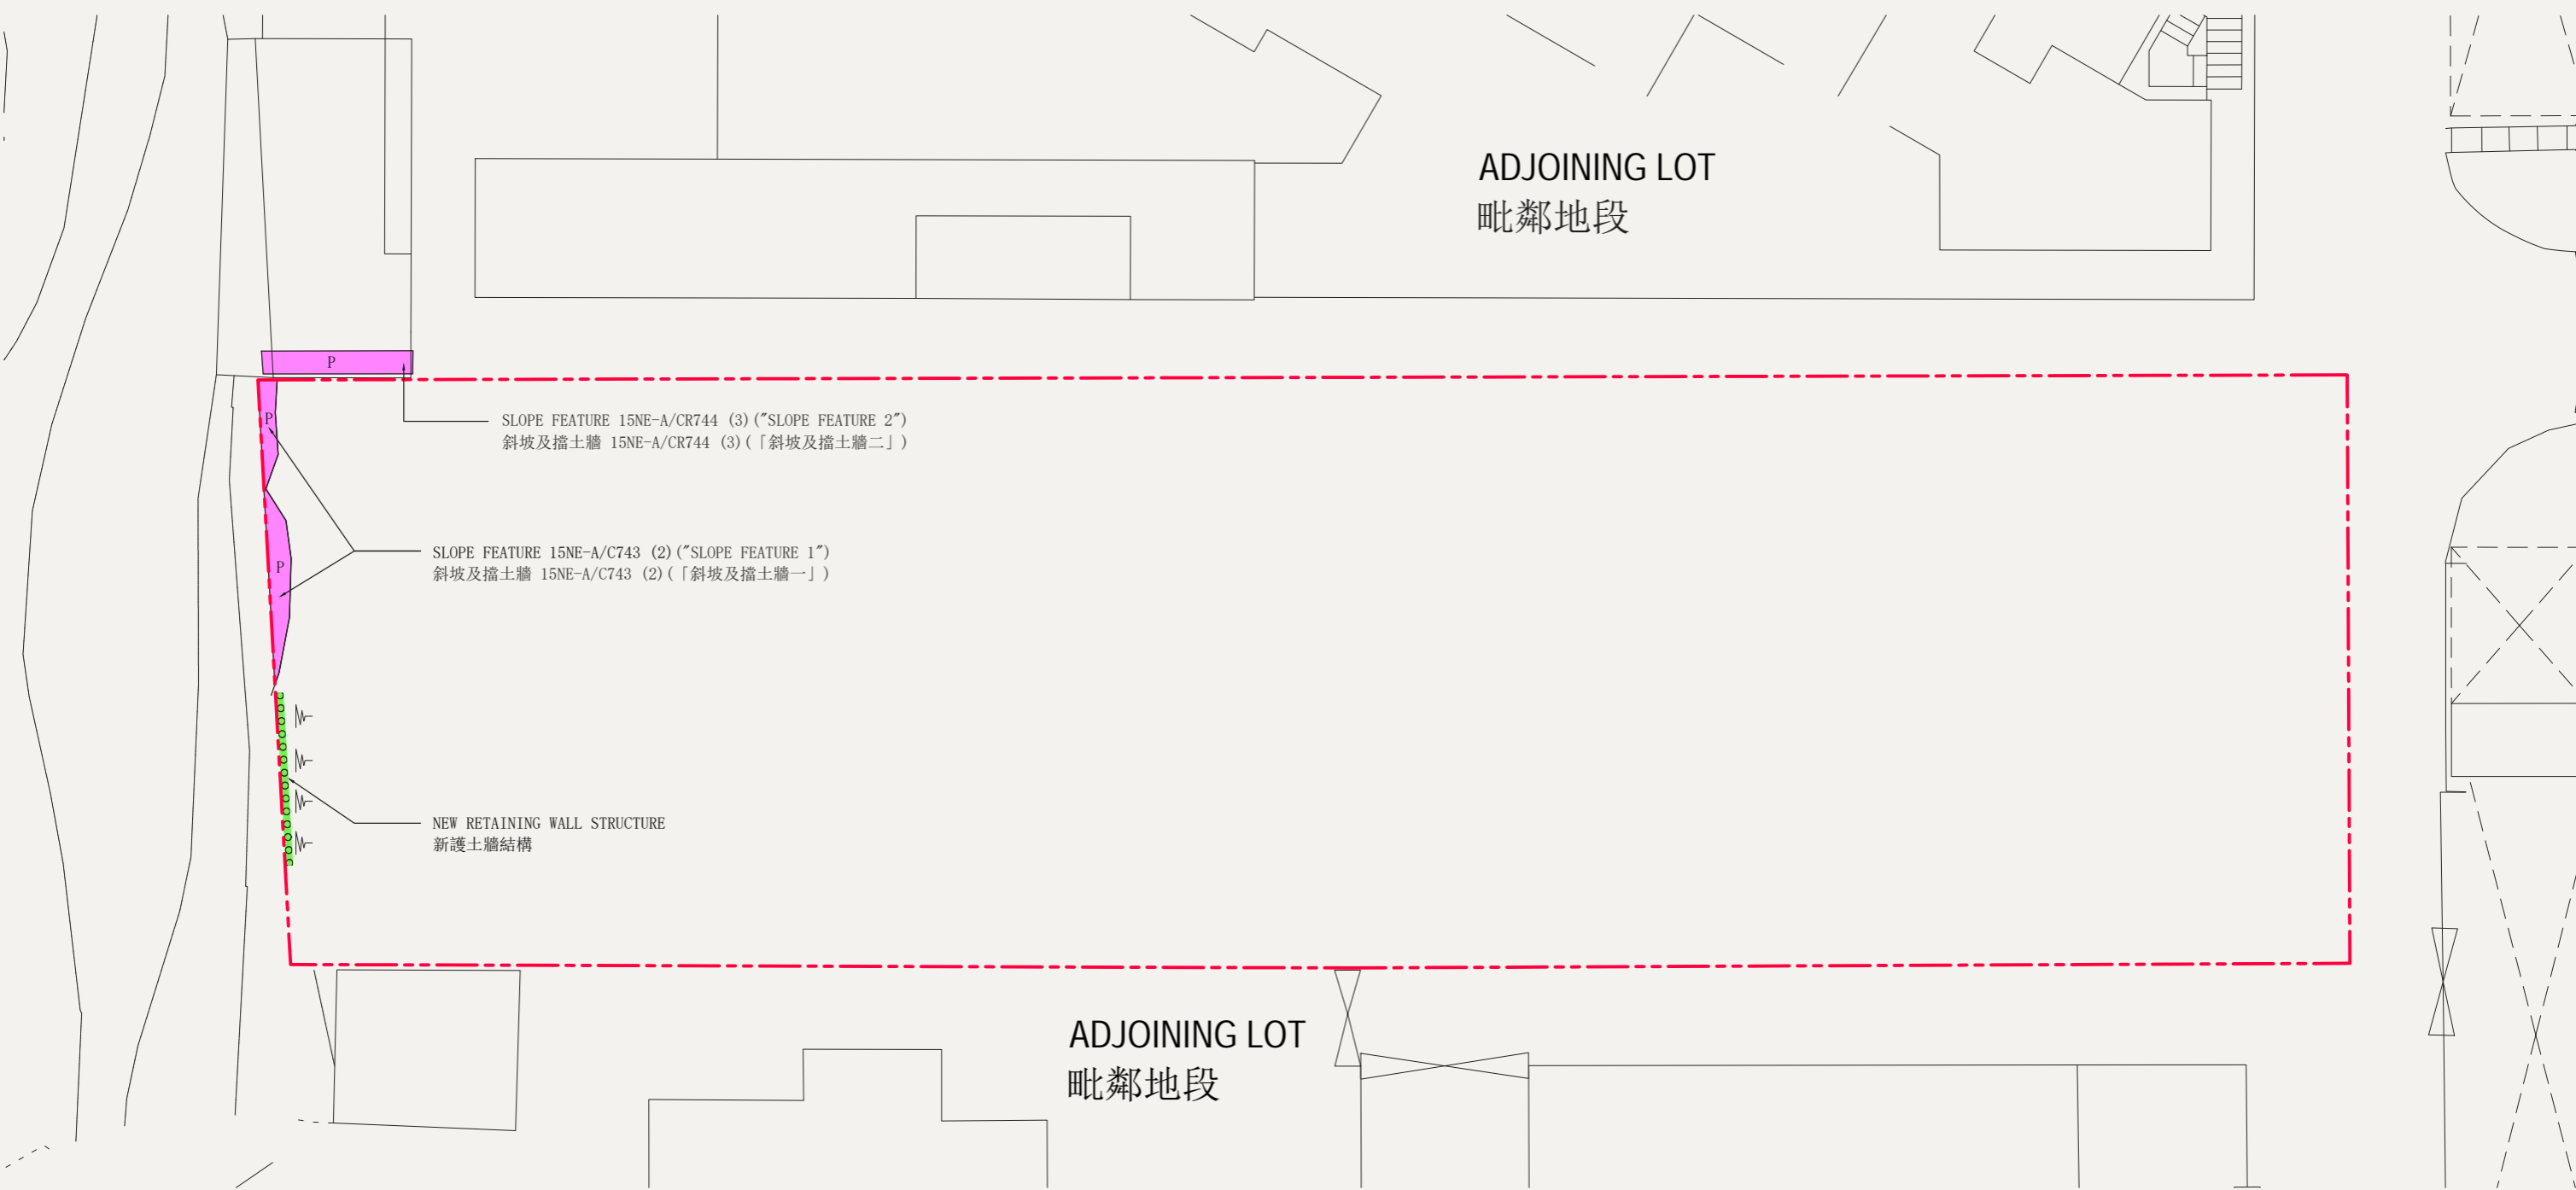 ADJOINING LOT
毗鄰地段
P
P
SLOPE FEATURE 15NE-A/CR744 (3)("SLOPE FEATURE 2")
斜坡及擋土牆 15NE-A/CR744 (3)(「斜坡及擋土牆二」)
SLOPE FEATURE 15NE-A/C743 (2)("SLOPE FEATURE 1")
斜坡及擋土牆 15NE-A/C743 (2)(「斜坡及擋土牆一」)
P
NEW RETAINING WALL STRUCTURE
新護土牆結構
ADJOINING LOT
毗鄰地段